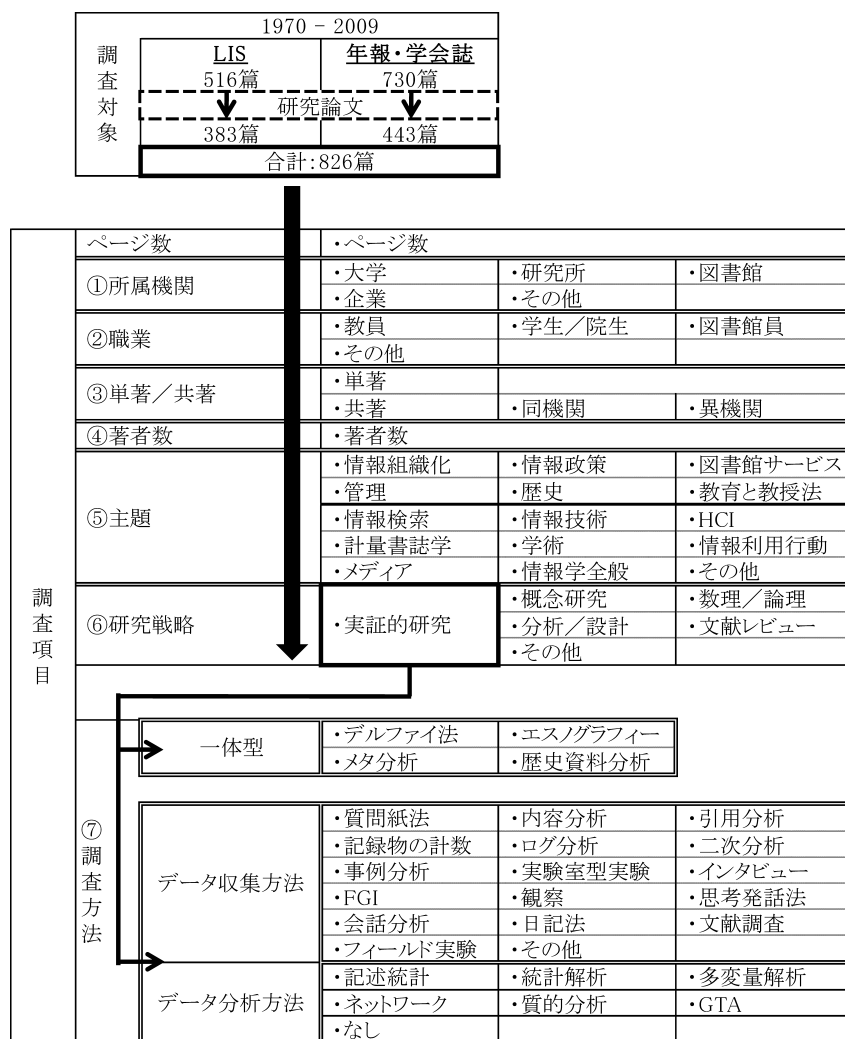 1970 - 2009
調査対象
LIS 年報・学会誌
516篇 730篇
研究論文
383篇 443篇
合計:826篇
調査項目
ページ数 ・ページ数
①所属機関
・大学 ・研究所 ・図書館
・企業 ・その他
②職業
・教員 ・学生／院生 ・図書館員
・その他
③単著／共著
・単著
・共著 ・同機関 ・異機関
④著者数 ・著者数
⑤主題
・情報組織化 ・情報政策 ・図書館サービス
・管理 ・歴史 ・教育と教授法
・情報検索 ・情報技術 ・HCI
・計量書誌学 ・学術 ・情報利用行動
・メディア ・情報学全般 ・その他
⑥研究戦略
・実証的研究
・概念研究 ・数理／論理
・分析／設計 ・文献レビュー
・その他
⑦調査方法
一体型
・デルファイ法 ・エスノグラフィー
・メタ分析 ・歴史資料分析
データ収集方法
・質問紙法 ・内容分析 ・引用分析
・記録物の計数 ・ログ分析 ・二次分析
・事例分析 ・実験室型実験 ・インタビュー
・FGI ・観察 ・思考発話法
・会話分析 ・日記法 ・文献調査
・フィールド実験 ・その他
データ分析方法
・記述統計 ・統計解析 ・多変量解析
・ネットワーク ・質的分析 ・GTA
・なし